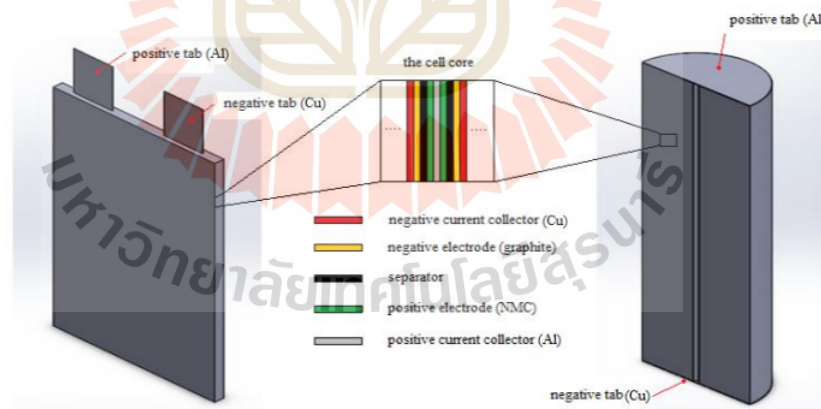 positive tab (Al)
positive tab (Al)
the cell core
negative tab (Cu)
negative current collector (Cu)
negative electrode (graphite)
separator
positive electrode (NMC)
positive current collector (Al)
negative tab (Cu)
มหาวิทยาลัยเทคโนโลยีสุรนารี